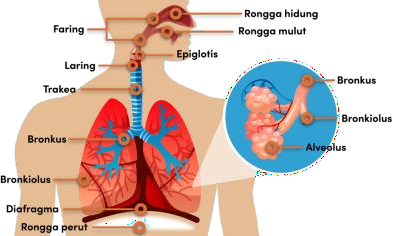 Rongga hidung
Faring
Rongga mulut
Epiglotis
Laring
Trakea
Bronkus
Bronkiolus
Diafragma
Rongga perut
Bronkus
Bronkiolus
Alveolus